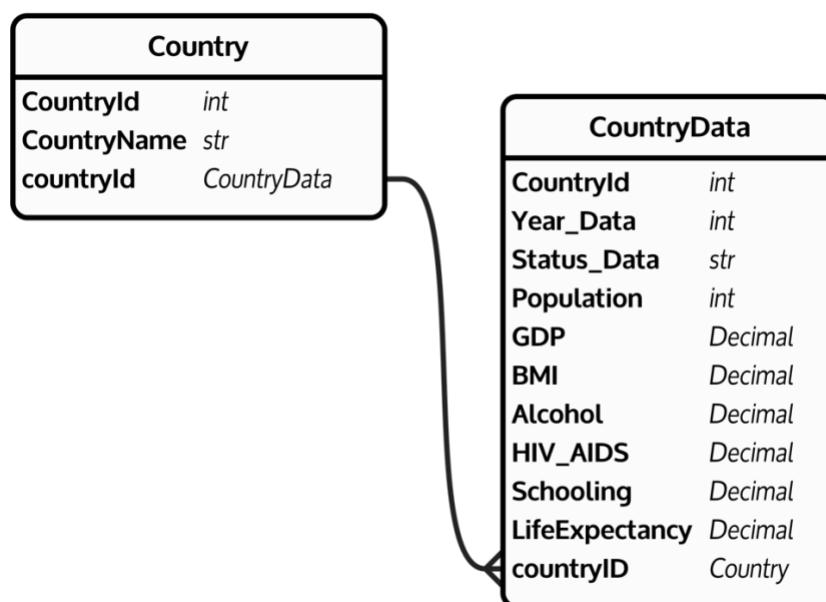 Country
CountryId int
CountryName str
countryId CountryData
CountryData
CountryId int
Year_Data int
Status_Data str
Population int
GDP Decimal
BMI Decimal
Alcohol Decimal
HIV_AIDS Decimal
Schooling Decimal
LifeExpectancy Decimal
countryID Country